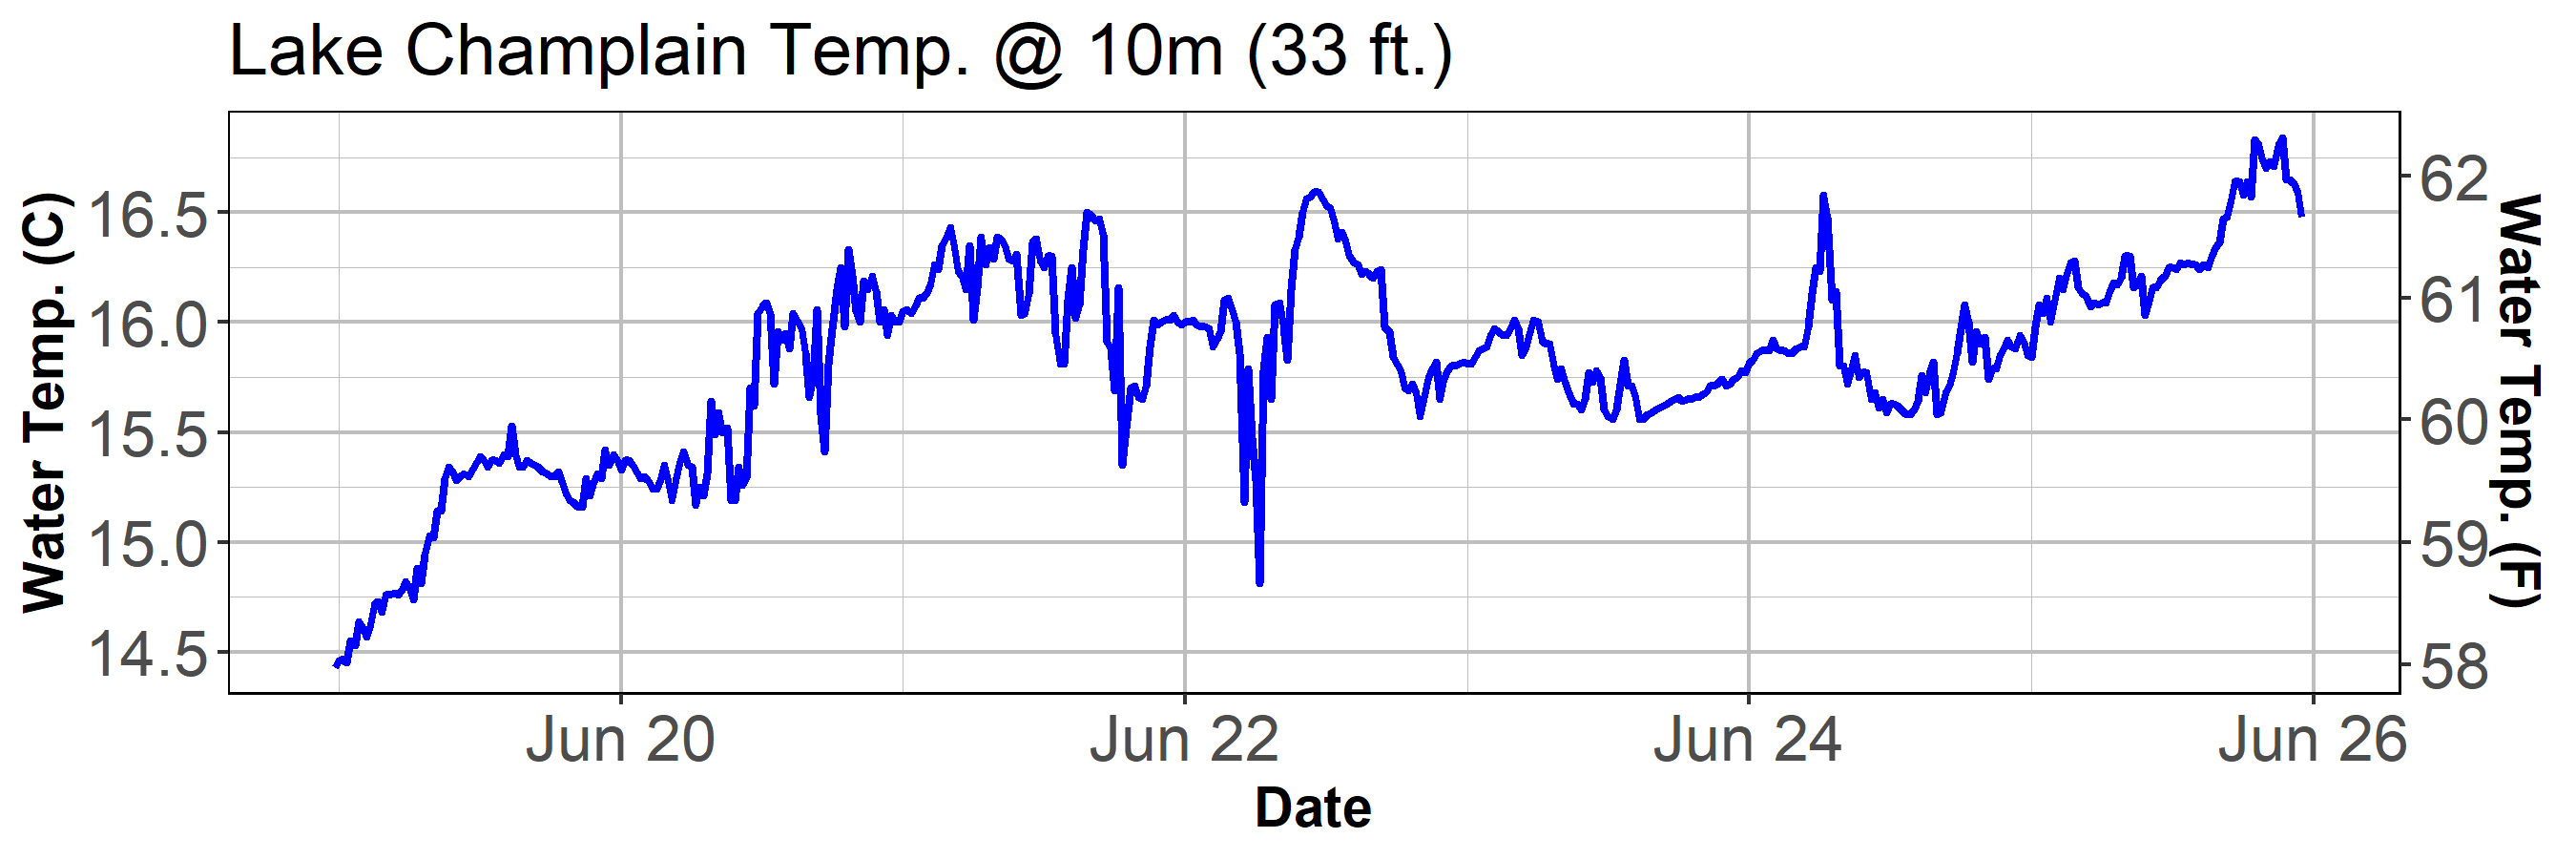 Lake Champlain Temp. @ 10m (33 ft.)
Water Temp. (C)
16.5
16.0
15.5
15.0
14.5
62
61
60
59
58
Water Temp. (F)
Jun 20
Jun 22
Jun 24
Jun 26
Date